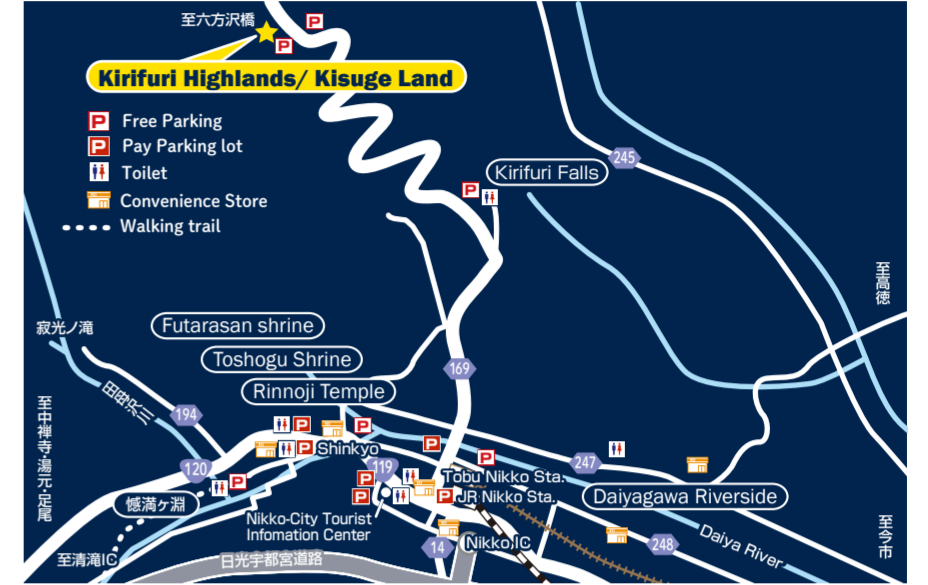 至六方沢橋
P
P
Kirifuri Highlands/ Kisuge Land
P Free Parking
P Pay Parking lot
Toilet
Convenience Store
Walking trail
245
Kirifuri Falls
P
至高徳
寂光ノ滝
Futarasan shrine
Toshogu Shrine
Rinnoji Temple
169
田母沢川
194
至中禅寺・湯元・足尾
P
P
P
P
Shinkyo
P
120
119
247
P
P
P
Tobu Nikko Sta.
P
JR Nikko Sta.
Daiyagawa Riverside
憾満ヶ淵
Nikko-City Tourist
Infomation Center
Nikko IC
14
248
Daiya River
至今市
至清滝IC
日光宇都宮道路